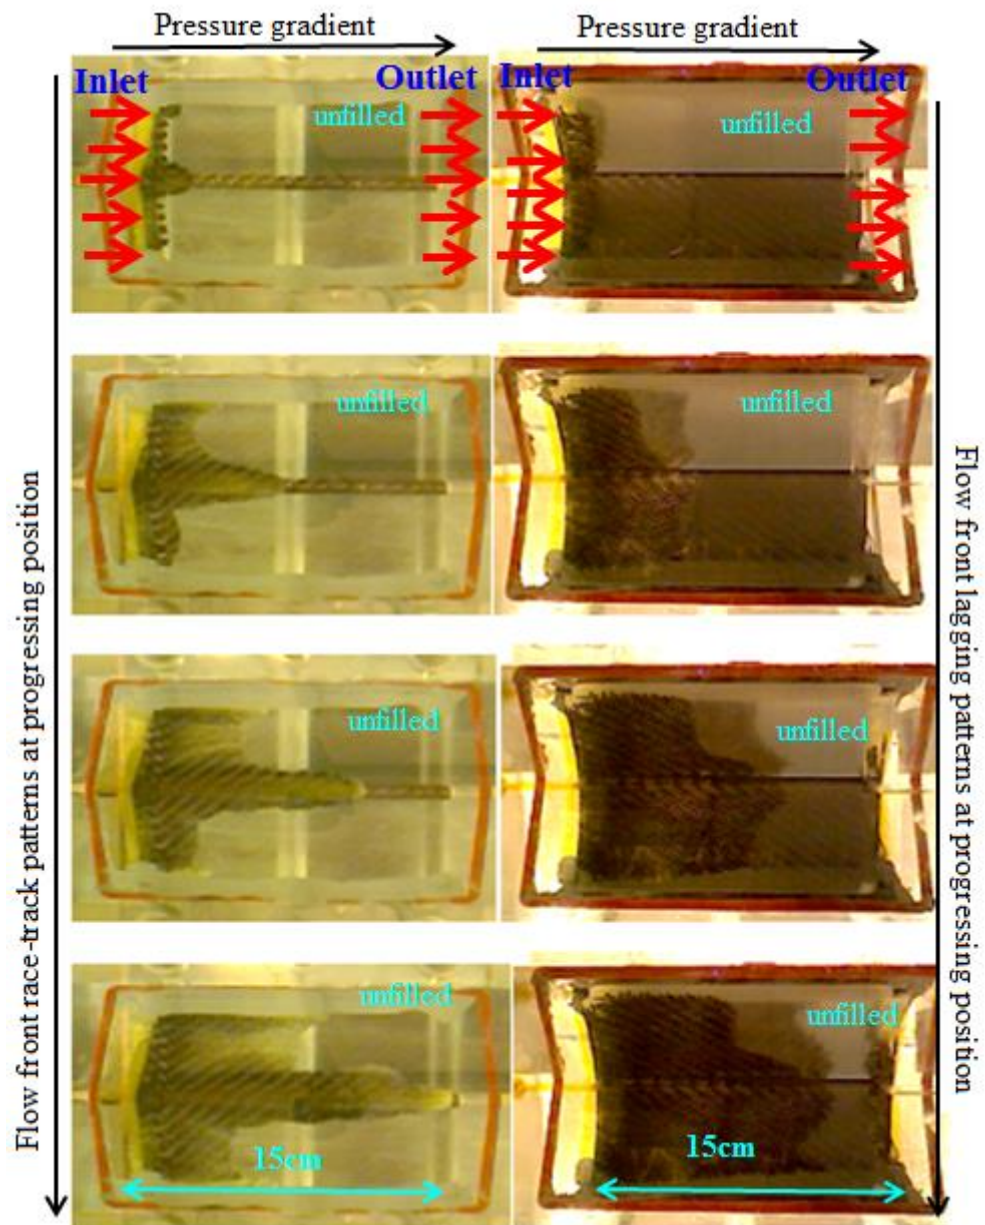 Pressure gradient
Pressure gradient
Inlet
Outlet
Inlet
Outlet
unfilled
unfilled
unfilled
unfilled
unfilled
unfilled
unfilled
unfilled
15cm
15cm
Flow front race-track patterns at progressing position
Flow front lagging patterns at progressing position